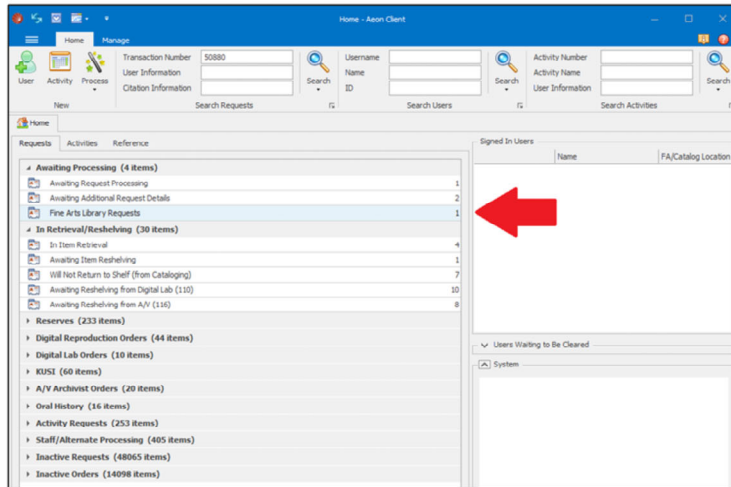 Home - Aeon Client
Home Manage
User
Activity
Process
New
Transaction Number 50880
User Information
Citation Information
Search
Search Requests
Username
Name
ID
Search
Search Users
Activity Number
Activity Name
User Information
Search
Search Activities
Home
Requests Activities Reference
Awaiting Processing (4 items)
Awaiting Request Processing 1
Awaiting Additional Request Details 2
Fine Arts Library Requests 1
In Retrieval/Reshelving (30 items)
In Item Retrieval 4
Awaiting Item Reshelving 1
Will Not Return to Shelf (from Cataloging) 7
Awaiting Reshelving from Digital Lab (110) 10
Awaiting Reshelving from A/V (116) 8
Reserves (233 items)
Digital Reproduction Orders (44 items)
Digital Lab Orders (10 items)
KUSI (60 items)
A/V Archivist Orders (20 items)
Oral History (16 items)
Activity Requests (253 items)
Staff/Alternate Processing (405 items)
Inactive Requests (48065 items)
Inactive Orders (14098 items)
Signed In Users
Name FA/Catalog Location
Users Waiting to Be Cleared
System